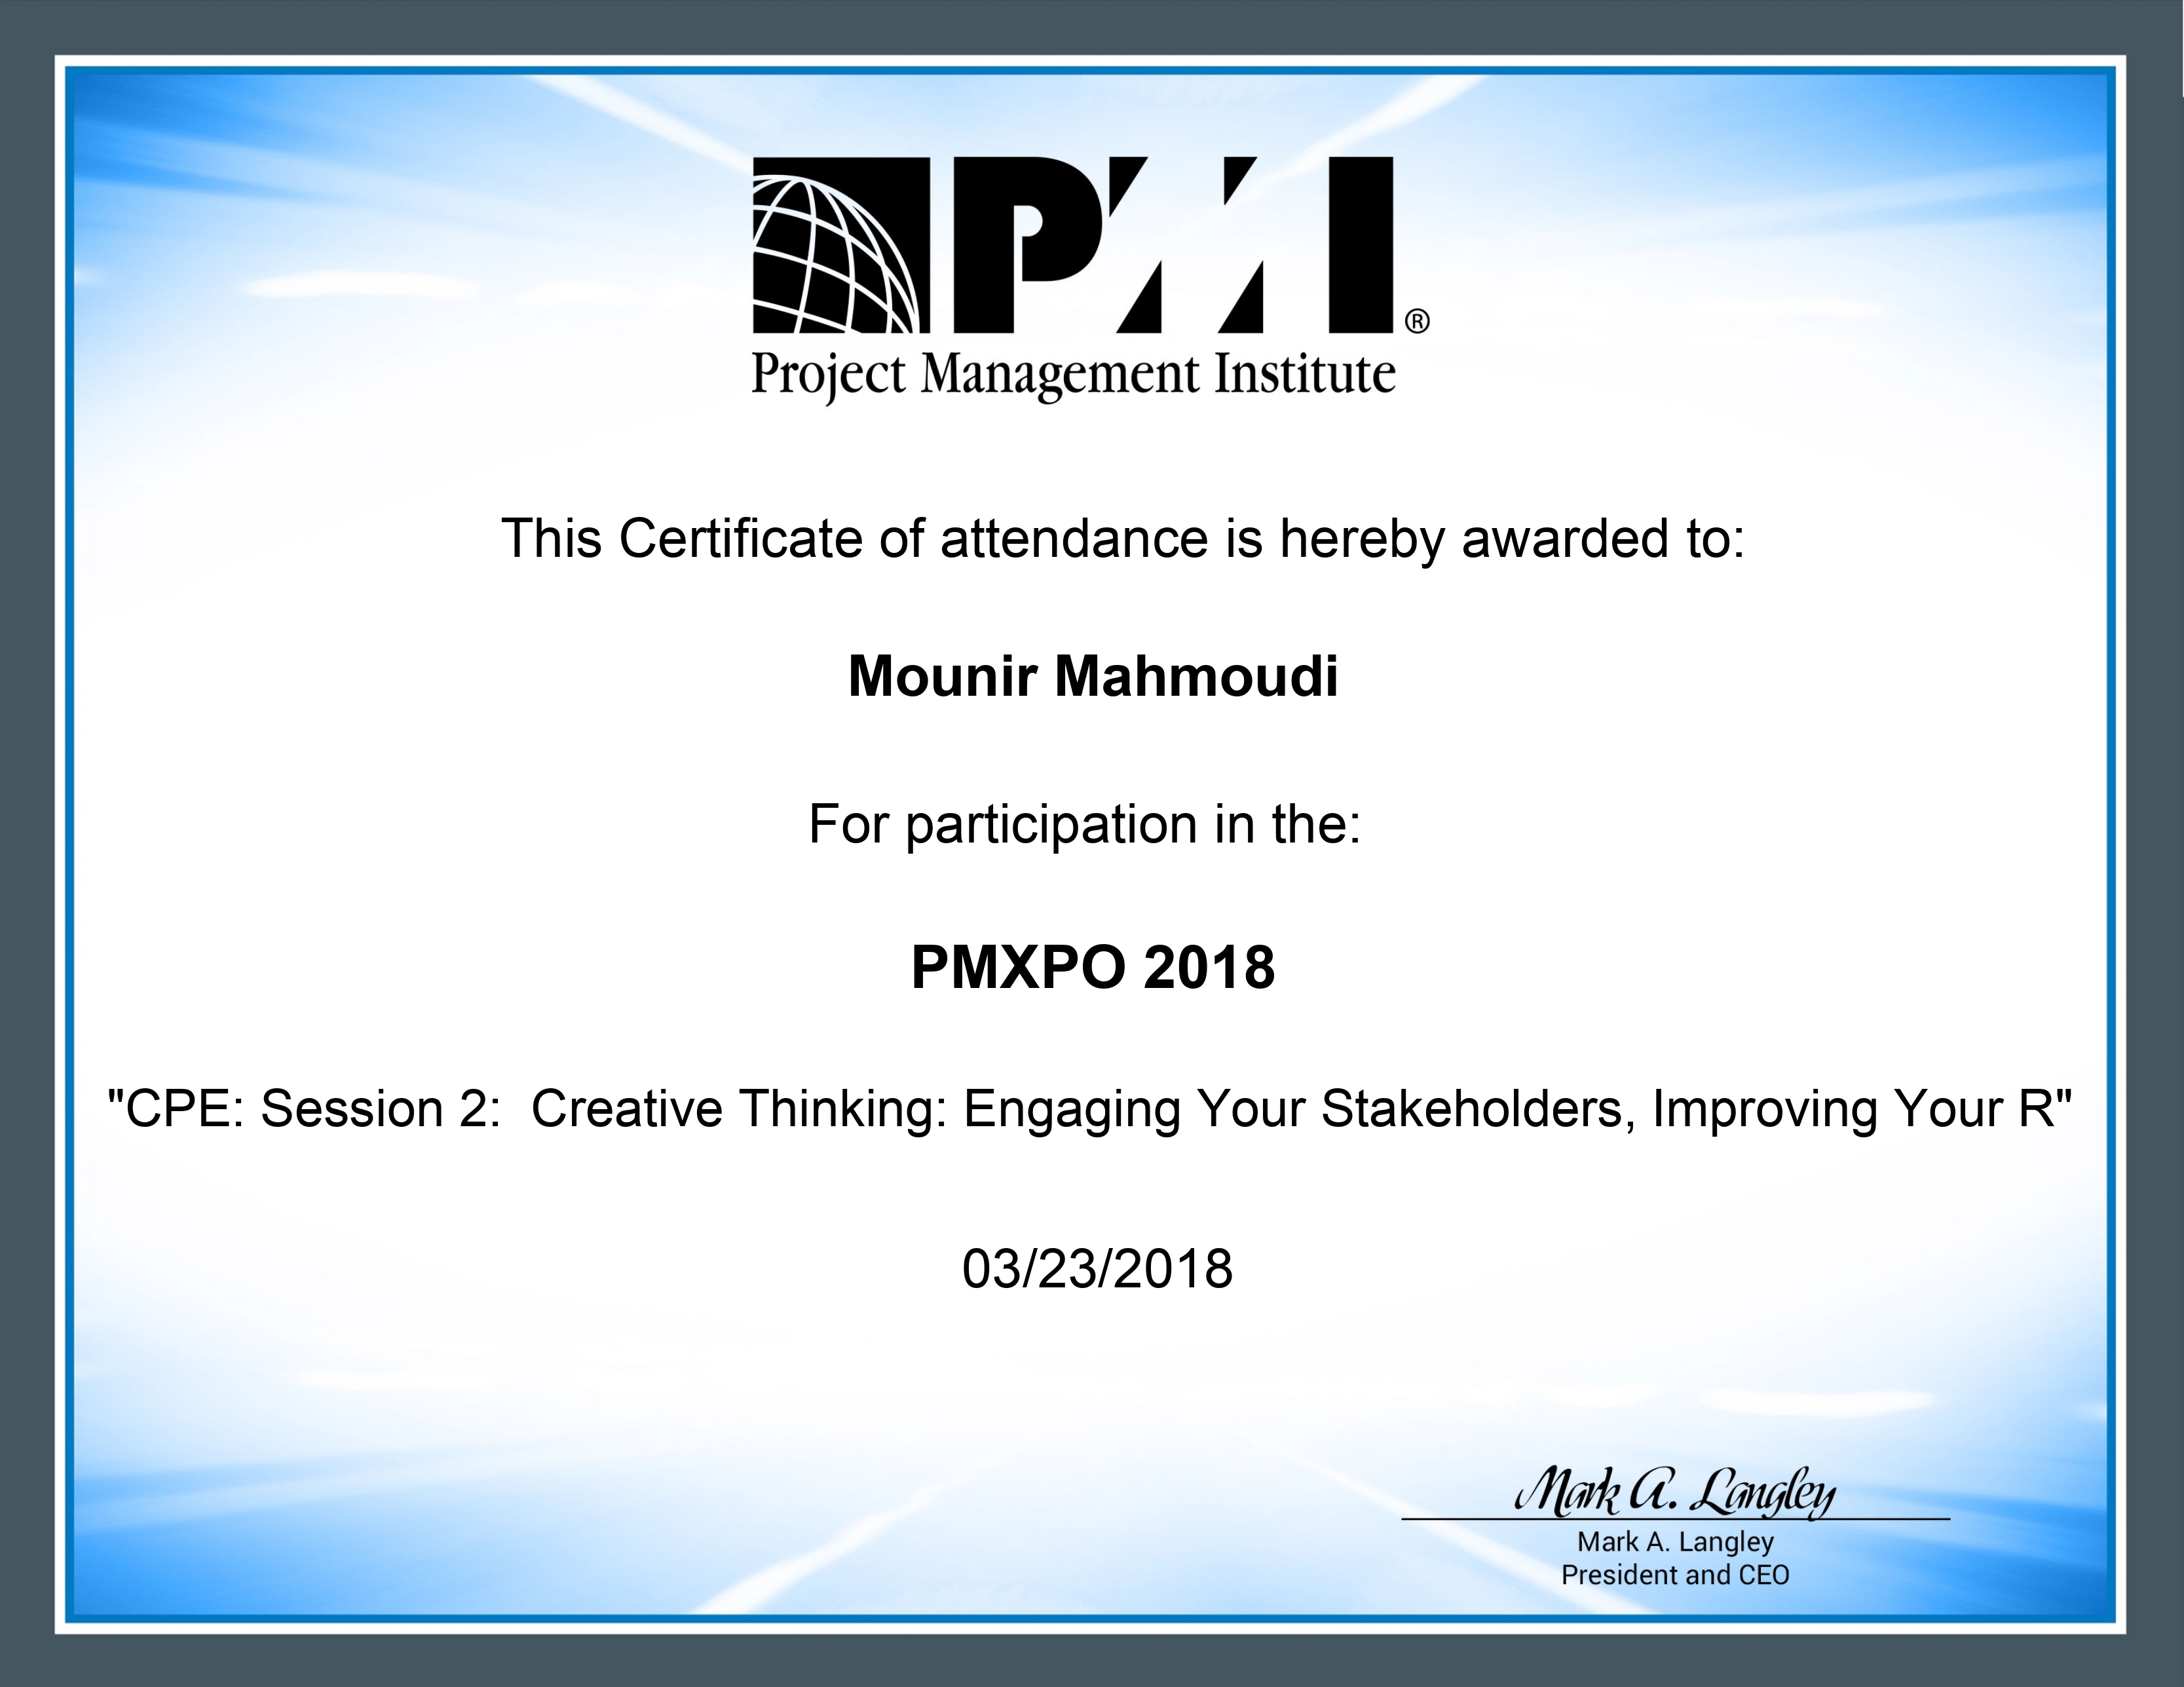 PMI®
Project Management Institute
This Certificate of attendance is hereby awarded to:
Mounir Mahmoudi
For participation in the:
PMXPO 2018
"CPE: Session 2:  Creative Thinking: Engaging Your Stakeholders, Improving Your R"
03/23/2018
Mark A. Langley
Mark A. Langley
President and CEO